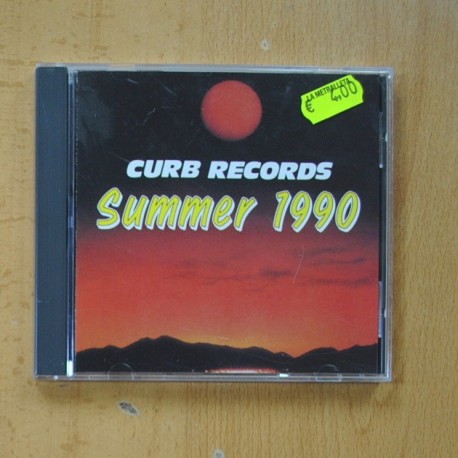 LA METRALLETA
€ 4,00
CURB RECORDS
Summer 1990